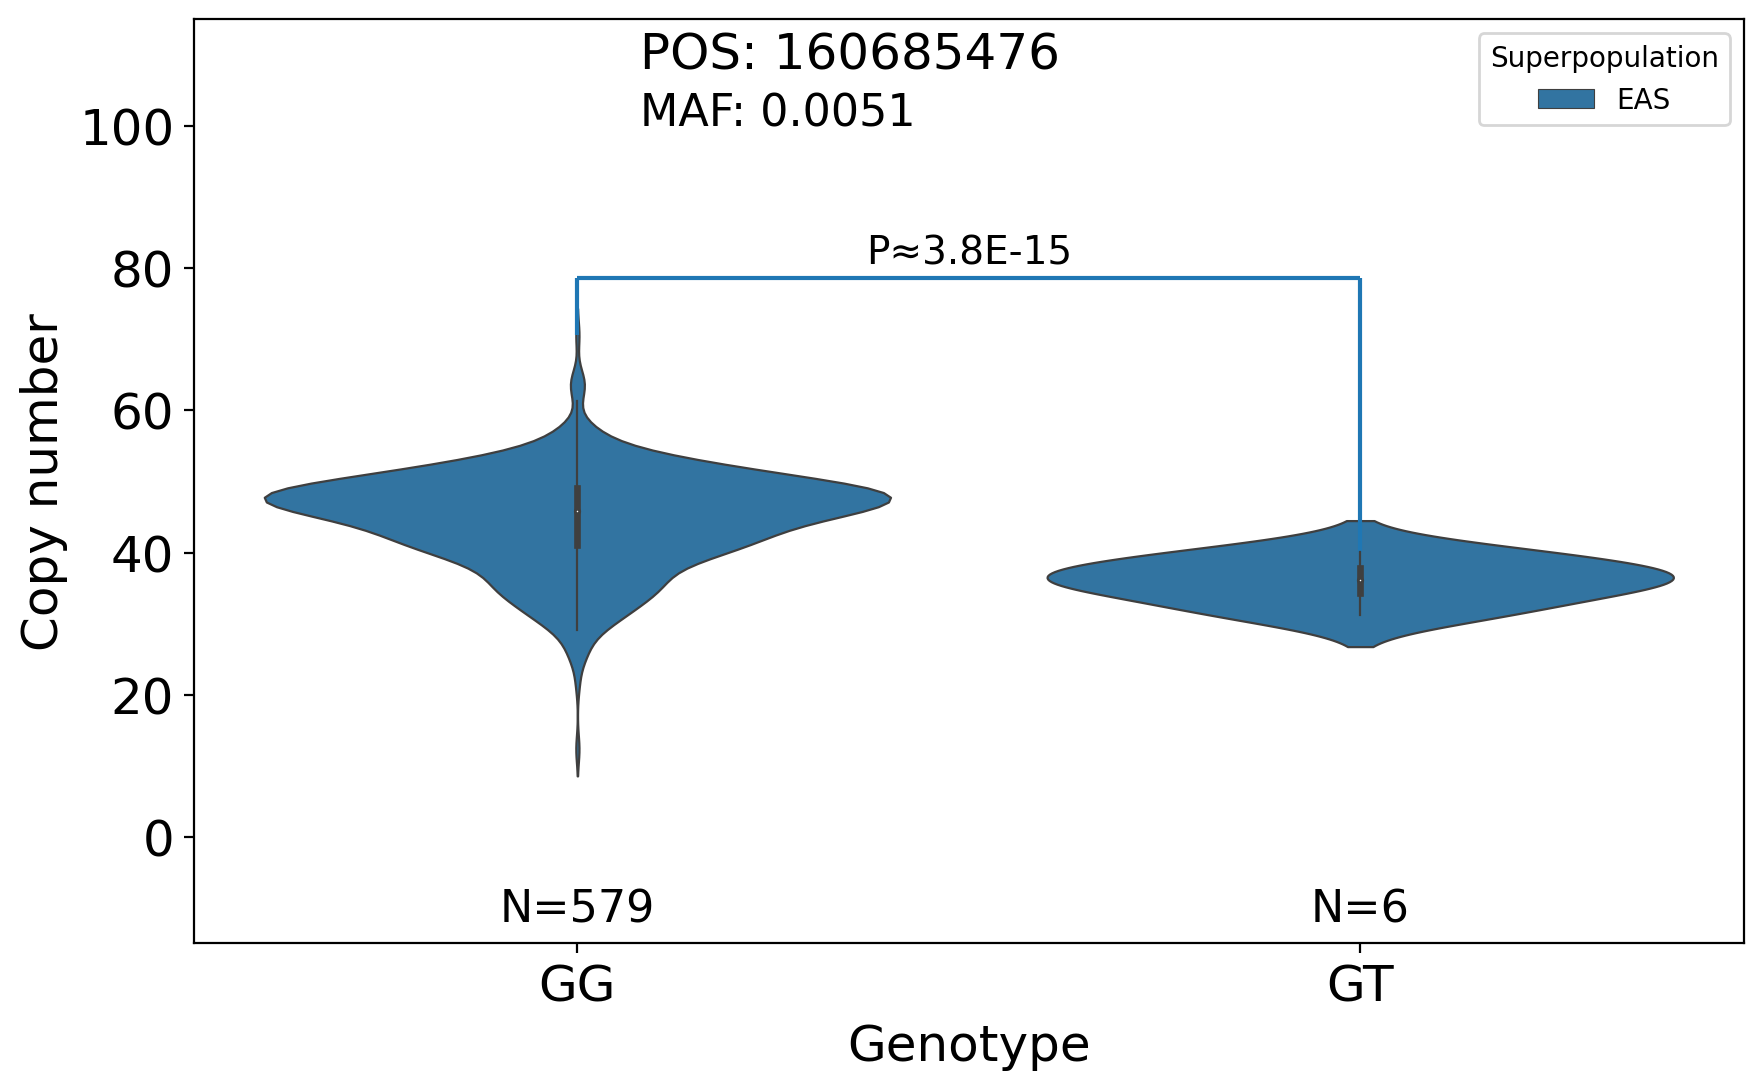 POS: 160685476
MAF: 0.0051
Superpopulation
EAS
P≈3.8E-15
Copy number
100
80
60
40
20
0
N=579
N=6
GG
GT
Genotype